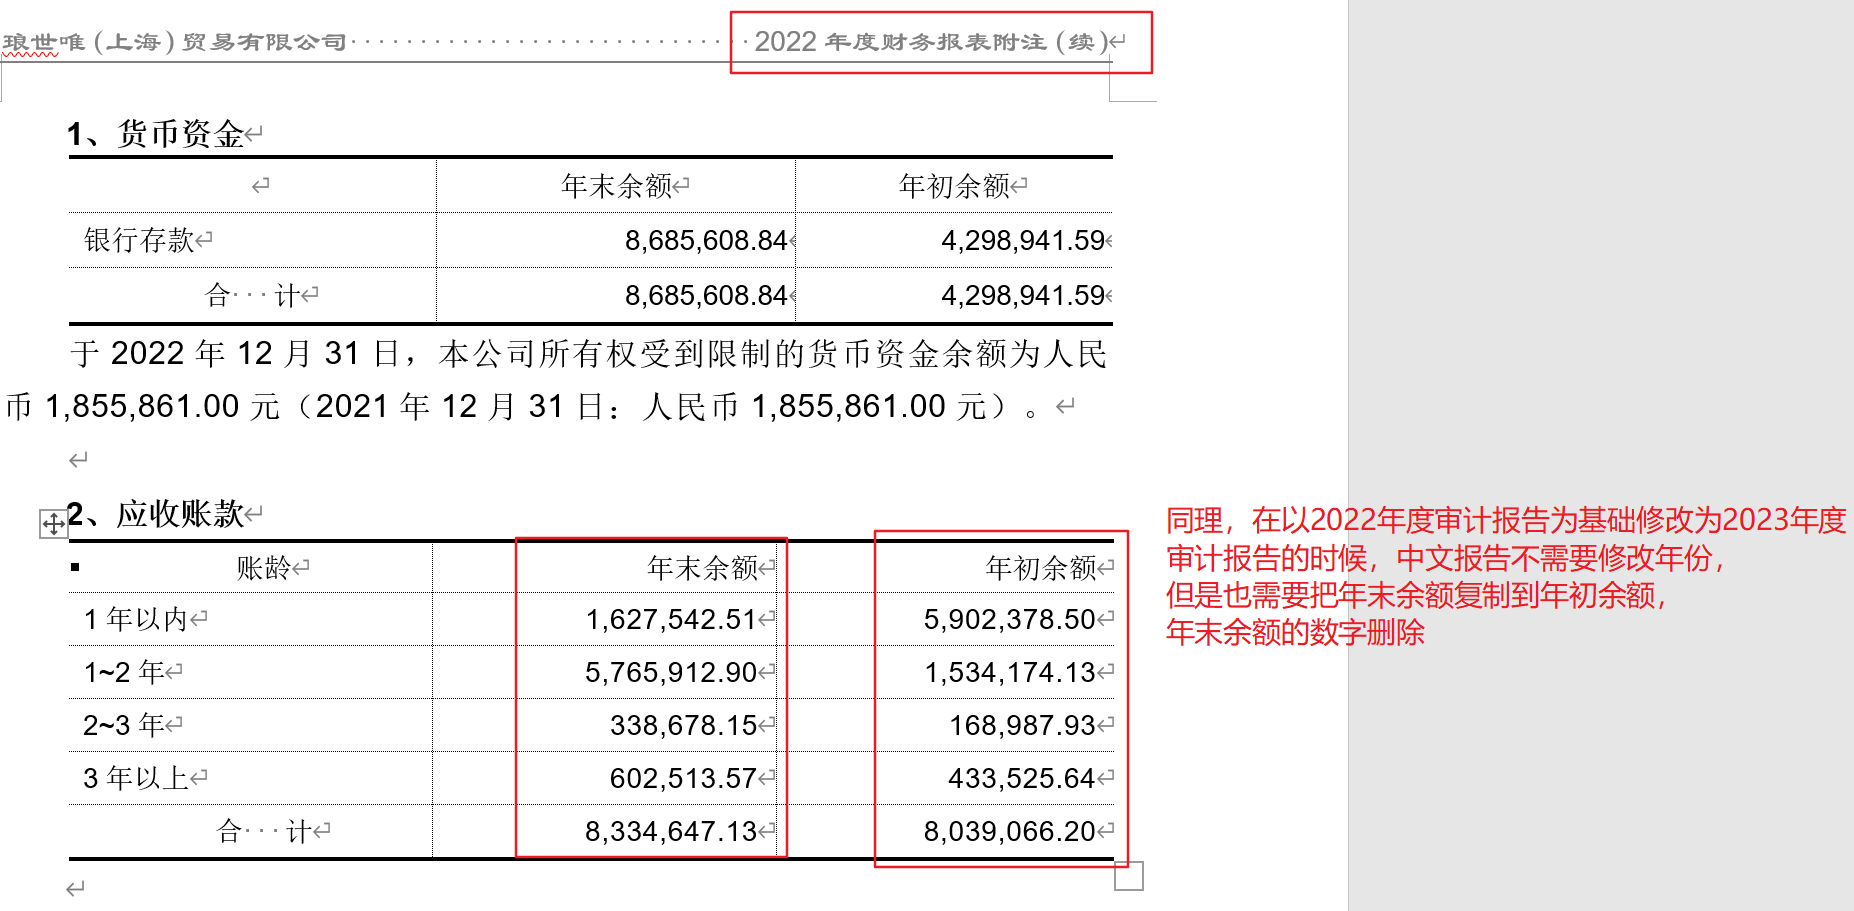 琅世唯(上海)贸易有限公司 2022 年度财务报表附注(续)
1、货币资金
年末余额 年初余额
银行存款 8,685,608.84 4,298,941.59
合 计 8,685,608.84 4,298,941.59
于 2022 年 12 月 31 日，本公司所有权受到限制的货币资金余额为人民
币 1,855,861.00 元（2021 年 12 月 31 日：人民币 1,855,861.00 元）。
2、应收账款
账龄 年末余额 年初余额
1 年以内 1,627,542.51 5,902,378.50
1~2 年 5,765,912.90 1,534,174.13
2~3 年 338,678.15 168,987.93
3 年以上 602,513.57 433,525.64
合 计 8,334,647.13 8,039,066.20
同理，在以2022年度审计报告为基础修改为2023年度
审计报告的时候，中文报告不需要修改年份，
但是也需要把年末余额复制到年初余额，
年末余额的数字删除